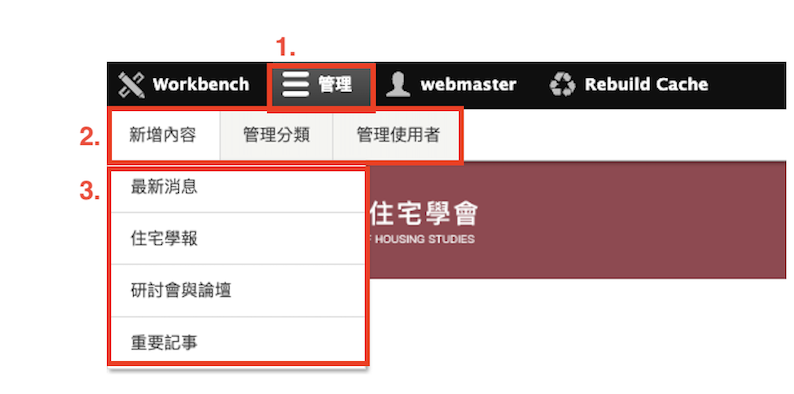 1.
Workbench 管理 webmaster Rebuild Cache
2. 新增內容 管理分類 管理使用者
3. 最新消息
住宅學會
HOUSING STUDIES
住宅學報
研討會與論壇
重要記事